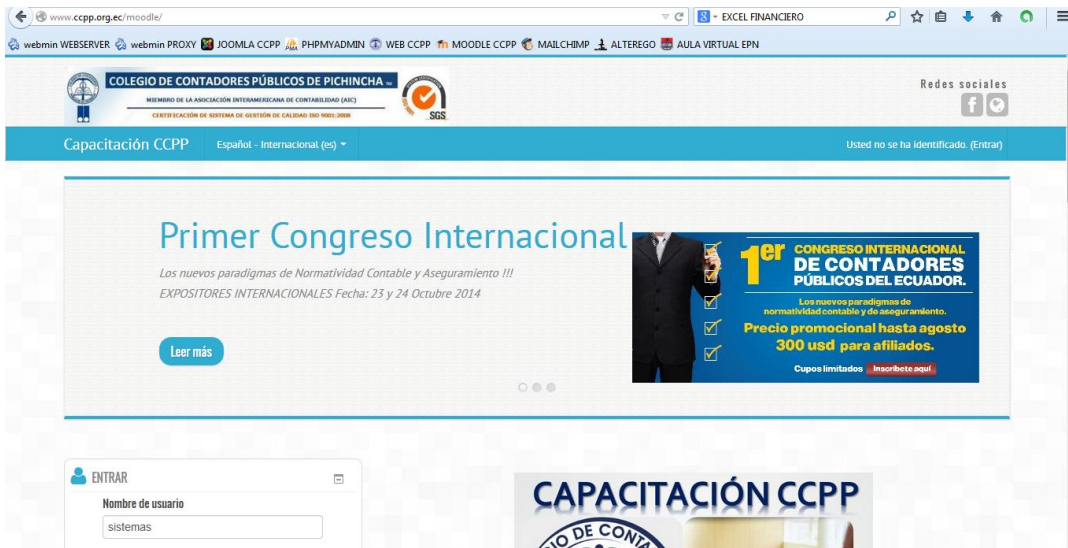 www.ccpp.org.ec/moodle/
EXCEL FINANCIERO
webmin WEBSERVER webmin PROXY JOOMLA CCPP PHPMYADMIN WEB CCPP MOODLE CCPP MAILCHIMP ALTEREGO AULA VIRTUAL EPN
COLEGIO DE CONTADORES PÚBLICOS DE PICHINCHA
MIEMBRO DE LA ASOCIACIÓN INTERAMERICANA DE CONTABILIDAD (AIC)
CERTIFICACIÓN DE SISTEMA DE GESTIÓN DE CALIDAD ISO 9001:2008
SGS
Redes sociales
Capacitación CCPP
Español - Internacional (es)
Usted no se ha identificado. (Entrar)
Primer Congreso Internacional
Los nuevos paradigmas de Normatividad Contable y Aseguramiento !!!
EXPOSITORES INTERNACIONALES Fecha: 23 y 24 Octubre 2014
Leer más
1er CONGRESO INTERNACIONAL
DE CONTADORES
PÚBLICOS DEL ECUADOR.
Los nuevos paradigmas de
normatividad contable y de aseguramiento.
Precio promocional hasta agosto
300 usd para afiliados.
Cupos limitados Inscríbete aquí
ENTRAR
Nombre de usuario
sistemas
CAPACITACIÓN CCPP
IO DE CONTA